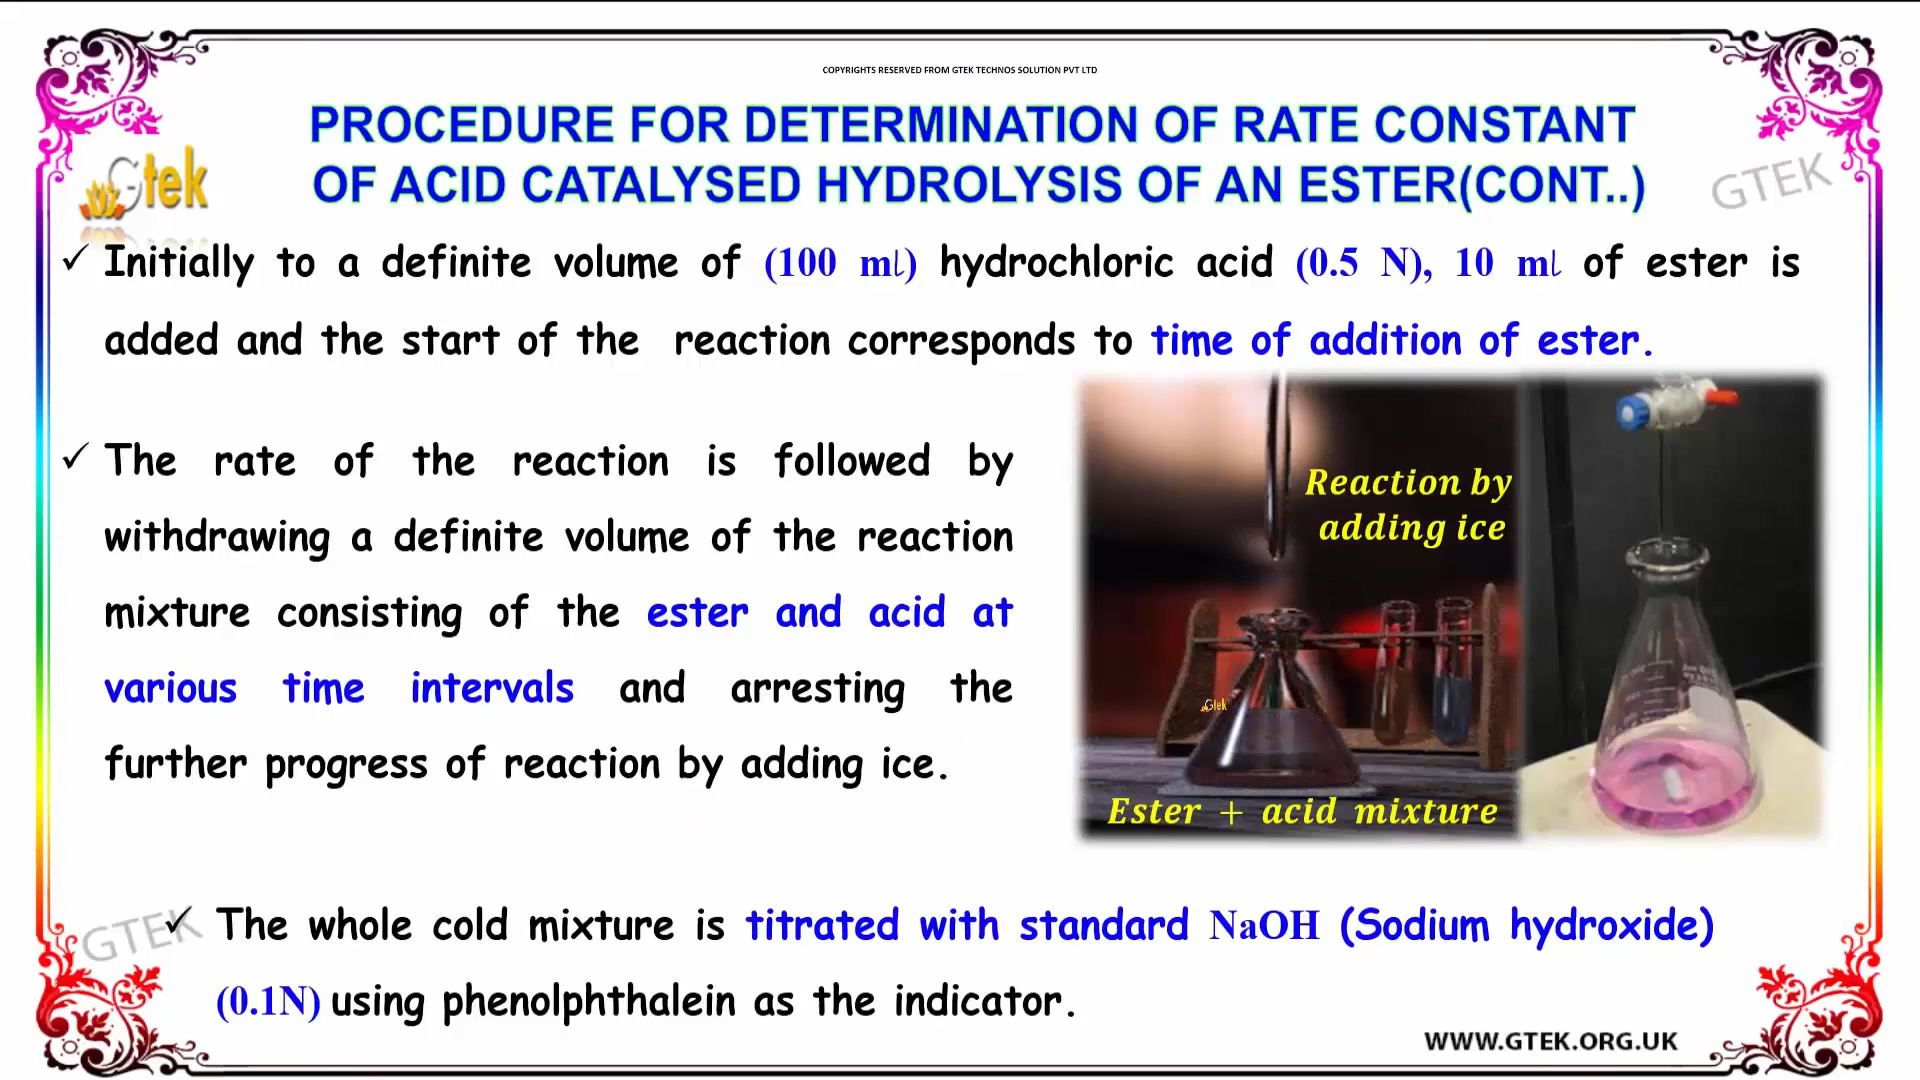 COPYRIGHTS RESERVED FROM GTEK TECHNOS SOLUTION PVT LTD
PROCEDURE FOR DETERMINATION OF RATE CONSTANT
OF ACID CATALYSED HYDROLYSIS OF AN ESTER(CONT..)
Gtek
GTEK
✓ Initially to a definite volume of (100 ml) hydrochloric acid (0.5 N), 10 ml of ester is
added and the start of the reaction corresponds to time of addition of ester.
✓ The rate of the reaction is followed by
withdrawing a definite volume of the reaction
mixture consisting of the ester and acid at
various time intervals and arresting the
further progress of reaction by adding ice.
Reaction by
adding ice
Gtek
Ester + acid mixture
GTEK
✓ The whole cold mixture is titrated with standard NaOH (Sodium hydroxide)
(0.1N) using phenolphthalein as the indicator.
WWW.GTEK.ORG.UK